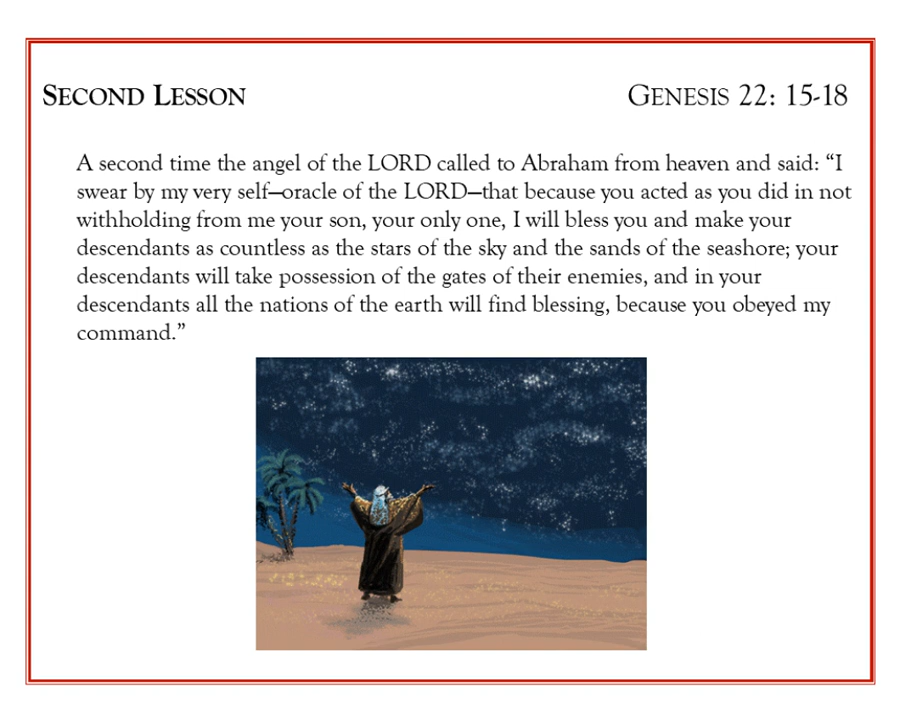 SECOND LESSON
GENESIS 22: 15-18
A second time the angel of the LORD called to Abraham from heaven and said: “I
swear by my very self—oracle of the LORD—that because you acted as you did in not
withholding from me your son, your only one, I will bless you and make your
descendants as countless as the stars of the sky and the sands of the seashore; your
descendants will take possession of the gates of their enemies, and in your
descendants all the nations of the earth will find blessing, because you obeyed my
command.”